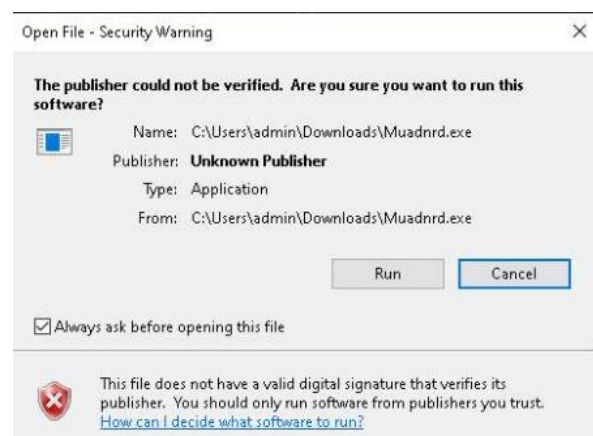 Open File - Security Warning
The publisher could not be verified. Are you sure you want to run this
software?
Name: C:\Users\admin\Downloads\Muadnrd.exe
Publisher: Unknown Publisher
Type: Application
From: C:\Users\admin\Downloads\Muadnrd.exe
Run Cancel
Always ask before opening this file
This file does not have a valid digital signature that verifies its
publisher. You should only run software from publishers you trust.
How can I decide what software to run?